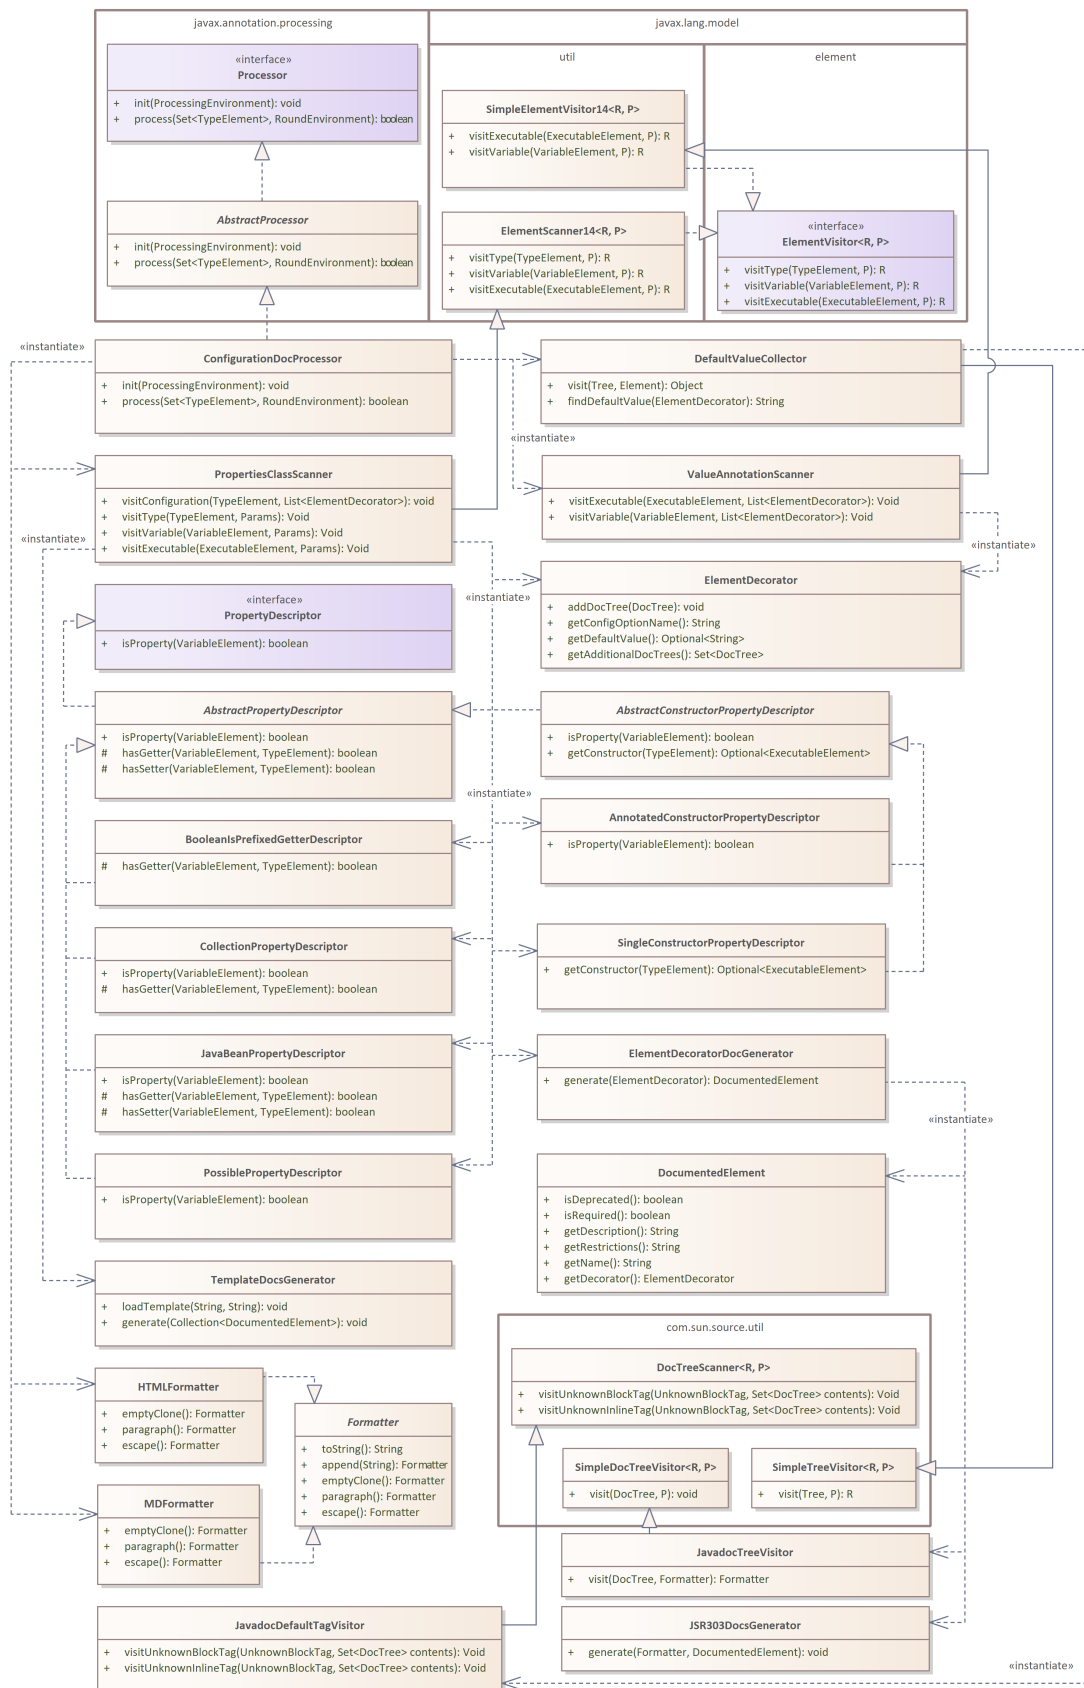 javax.annotation.processing
javax.lang.model
«interface»
Processor
+ init(ProcessingEnvironment): void
+ process(Set<TypeElement>, RoundEnvironment): boolean
util
element
SimpleElementVisitor14<R, P>
+ visitExecutable(ExecutableElement, P): R
+ visitVariable(VariableElement, P): R
AbstractProcessor
+ init(ProcessingEnvironment): void
+ process(Set<TypeElement>, RoundEnvironment): boolean
ElementScanner14<R, P>
+ visitType(TypeElement, P): R
+ visitVariable(VariableElement, P): R
+ visitExecutable(ExecutableElement, P): R
«interface»
ElementVisitor<R, P>
+ visitType(TypeElement, P): R
+ visitVariable(VariableElement, P): R
+ visitExecutable(ExecutableElement, P): R
«instantiate»
ConfigurationDocProcessor
+ init(ProcessingEnvironment): void
+ process(Set<TypeElement>, RoundEnvironment): boolean
DefaultValueCollector
+ visit(Tree, Element): Object
+ findDefaultValue(ElementDecorator): String
«instantiate»
PropertiesClassScanner
+ visitConfiguration(TypeElement, List<ElementDecorator>): void
+ visitType(TypeElement, Params): Void
+ visitVariable(VariableElement, Params): Void
+ visitExecutable(ExecutableElement, Params): Void
ValueAnnotationScanner
+ visitExecutable(ExecutableElement, List<ElementDecorator>): Void
+ visitVariable(VariableElement, List<ElementDecorator>): Void
«instantiate»
«instantiate»
«interface»
PropertyDescriptor
+ isProperty(VariableElement): boolean
«instantiate»
ElementDecorator
+ addDocTree(DocTree): void
+ getConfigOptionName(): String
+ getDefaultValue(): Optional<String>
+ getAdditionalDocTrees(): Set<DocTree>
AbstractPropertyDescriptor
+ isProperty(VariableElement): boolean
# hasGetter(VariableElement, TypeElement): boolean
# hasSetter(VariableElement, TypeElement): boolean
AbstractConstructorPropertyDescriptor
+ isProperty(VariableElement): boolean
+ getConstructor(TypeElement): Optional<ExecutableElement>
«instantiate»
BooleanIsPrefixedGetterDescriptor
# hasGetter(VariableElement, TypeElement): boolean
AnnotatedConstructorPropertyDescriptor
+ isProperty(VariableElement): boolean
CollectionPropertyDescriptor
+ isProperty(VariableElement): boolean
# hasGetter(VariableElement, TypeElement): boolean
SingleConstructorPropertyDescriptor
+ getConstructor(TypeElement): Optional<ExecutableElement>
JavaBeanPropertyDescriptor
+ isProperty(VariableElement): boolean
# hasGetter(VariableElement, TypeElement): boolean
# hasSetter(VariableElement, TypeElement): boolean
ElementDecoratorDocGenerator
+ generate(ElementDecorator): DocumentedElement
«instantiate»
PossiblePropertyDescriptor
+ isProperty(VariableElement): boolean
DocumentedElement
+ isDeprecated(): boolean
+ isRequired(): boolean
+ getDescription(): String
+ getRestrictions(): String
+ getName(): String
+ getDecorator(): ElementDecorator
TemplateDocsGenerator
+ loadTemplate(String, String): void
+ generate(Collection<DocumentedElement>): void
com.sun.source.util
DocTreeScanner<R, P>
+ visitUnknownBlockTag(UnknownBlockTag, Set<DocTree> contents): Void
+ visitUnknownInlineTag(UnknownBlockTag, Set<DocTree> contents): Void
HTMLFormatter
+ emptyClone(): Formatter
+ paragraph(): Formatter
+ escape(): Formatter
Formatter
+ toString(): String
+ append(String): Formatter
+ emptyClone(): Formatter
+ paragraph(): Formatter
+ escape(): Formatter
SimpleDocTreeVisitor<R, P>
+ visit(DocTree, P): void
SimpleTreeVisitor<R, P>
+ visit(Tree, P): R
MDFormatter
+ emptyClone(): Formatter
+ paragraph(): Formatter
+ escape(): Formatter
JavadocTreeVisitor
+ visit(DocTree, Formatter): Formatter
JavadocDefaultTagVisitor
+ visitUnknownBlockTag(UnknownBlockTag, Set<DocTree> contents): Void
+ visitUnknownInlineTag(UnknownBlockTag, Set<DocTree> contents): Void
JSR303DocsGenerator
+ generate(Formatter, DocumentedElement): void
«instantiate»